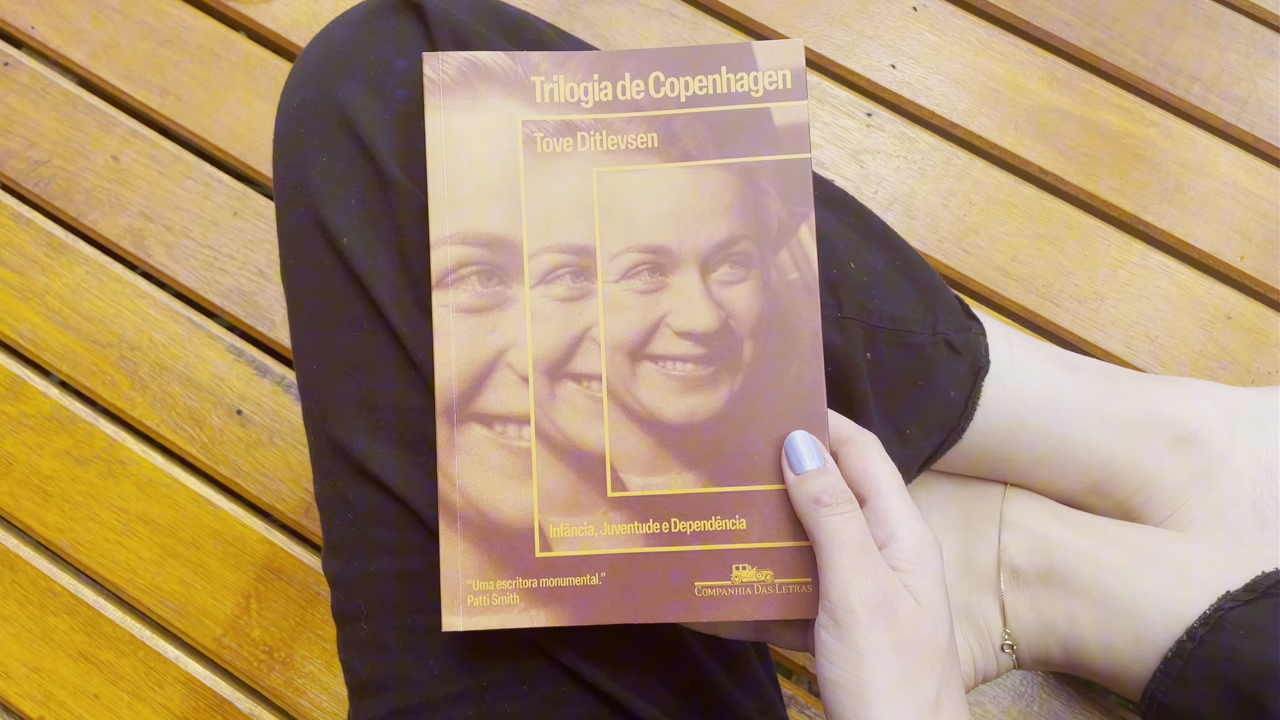 Trilogia de Copenhagen
Tove Ditlevsen
Infância, Juventude e Dependência
“Uma escritora monumental.”
Patti Smith
COMPANHIA DAS LETRAS